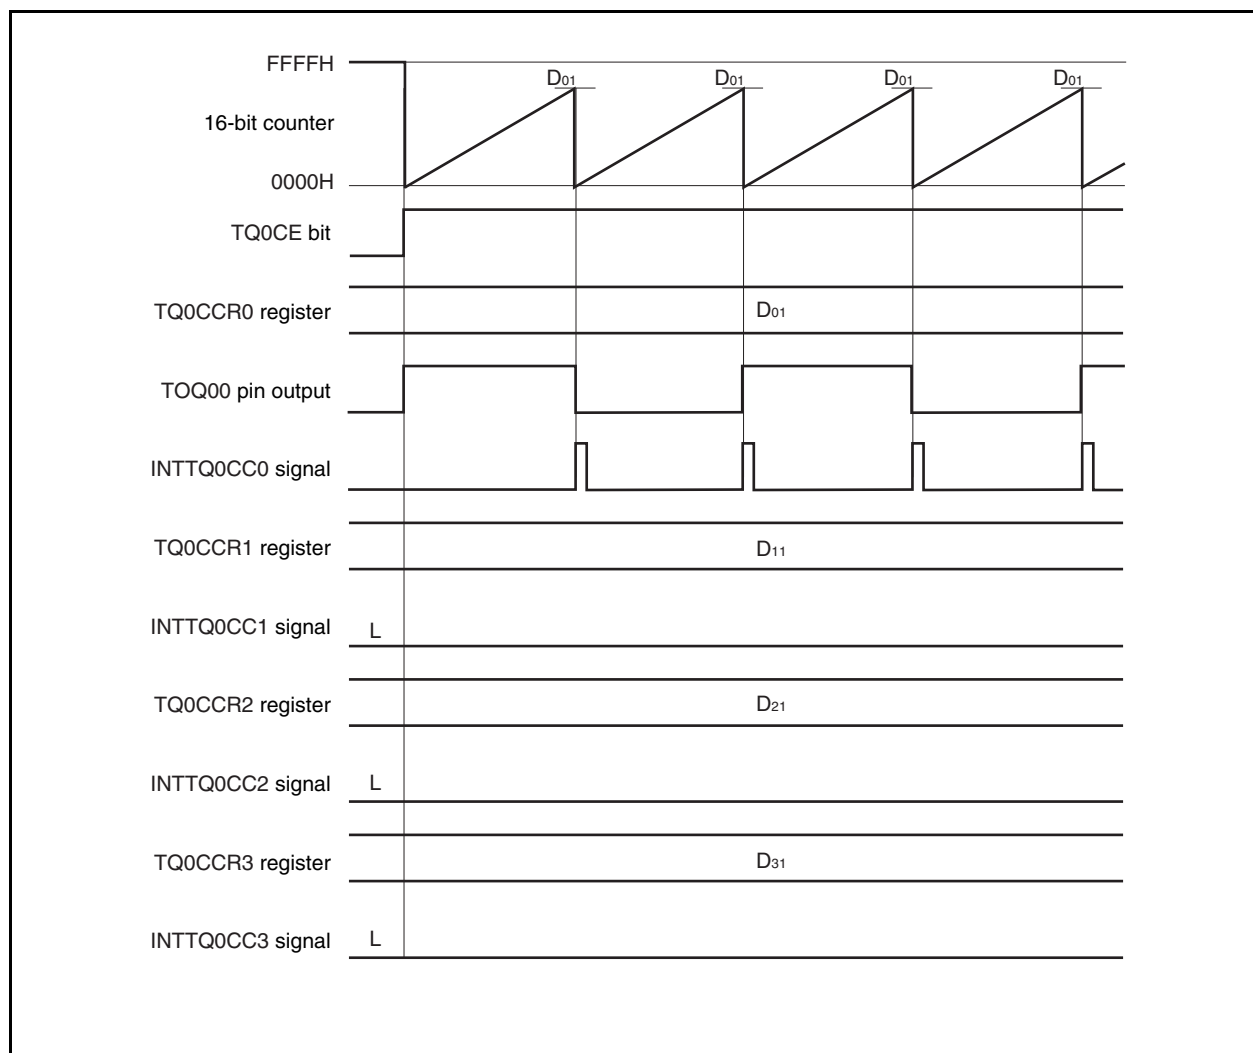 FFFFH
D01 D01 D01 D01
16-bit counter
0000H
TQ0CE bit
TQ0CCR0 register
D01
TOQ00 pin output
INTTQ0CC0 signal
TQ0CCR1 register
D11
INTTQ0CC1 signal
L
TQ0CCR2 register
D21
INTTQ0CC2 signal
L
TQ0CCR3 register
D31
INTTQ0CC3 signal
L